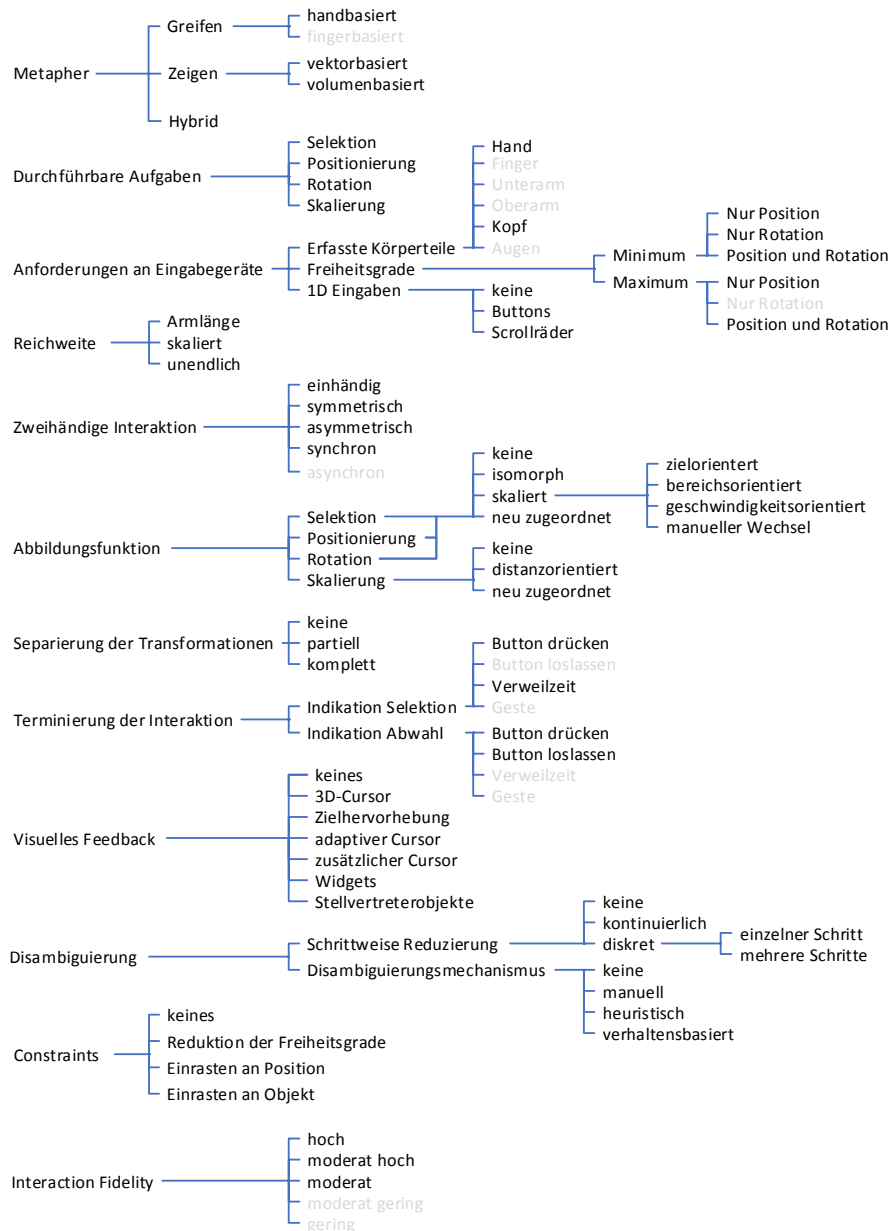 Metapher
Greifen
handbasiert
fingerbasiert
Zeigen
vektorbasiert
volumenbasiert
Hybrid
Durchführbare Aufgaben
Selektion
Positionierung
Rotation
Skalierung
Anforderungen an Eingabegeräte
Erfasste Körperteile
Hand
Finger
Unterarm
Oberarm
Kopf
Augen
Freiheitsgrade
Minimum
Nur Position
Nur Rotation
Position und Rotation
Maximum
Nur Position
Nur Rotation
Position und Rotation
1D Eingaben
keine
Buttons
Scrollräder
Reichweite
Armlänge
skaliert
unendlich
Zweihändige Interaktion
einhändig
symmetrisch
asymmetrisch
synchron
asynchron
Abbildungsfunktion
Selektion
Positionierung
Rotation
keine
isomorph
skaliert
zielorientert
bereichsorientiert
geschwindigkeitsorientiert
manueller Wechsel
neu zugeordnet
Skalierung
keine
distanzorientiert
neu zugeordnet
Separierung der Transformationen
keine
partiell
komplett
Terminierung der Interaktion
Indikation Selektion
Button drücken
Button loslassen
Verweilzeit
Geste
Indikation Abwahl
Button drücken
Button loslassen
Verweilzeit
Geste
Visuelles Feedback
keines
3D-Cursor
Zielhervorhebung
adaptiver Cursor
zusätzlicher Cursor
Widgets
Stellvertreterobjekte
Disambiguierung
Schrittweise Reduzierung
keine
kontinuierlich
diskret
einzelner Schritt
mehrere Schritte
Disambiguierungsmechanismus
keine
manuell
heuristisch
verhaltensbasiert
Constraints
keines
Reduktion der Freiheitsgrade
Einrasten an Position
Einrasten an Objekt
Interaction Fidelity
hoch
moderat hoch
moderat
moderat gering
gering